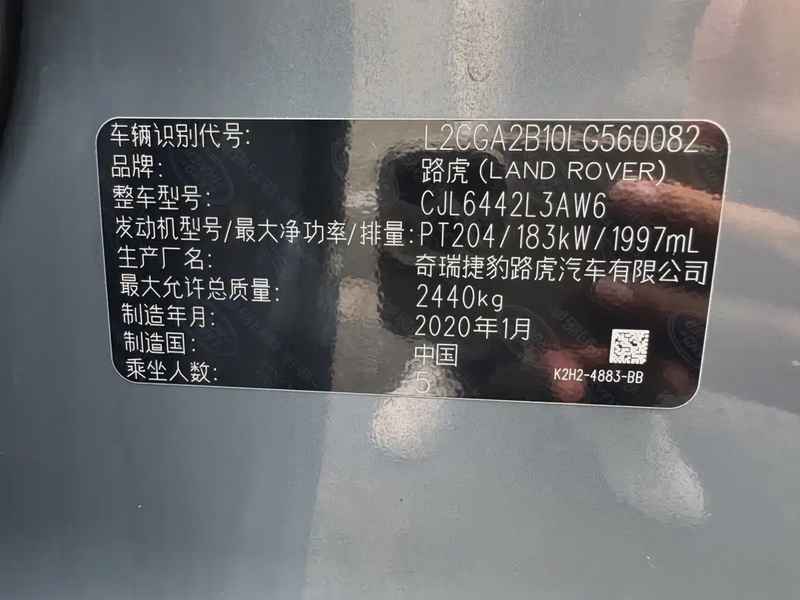 车辆识别代号: L2CGA2B10LG560082
品牌: 路虎 (LAND ROVER)
整车型号: CJL6442L3AW6
发动机型号/最大净功率/排量: PT204/183kW/1997mL
生产厂名: 奇瑞捷豹路虎汽车有限公司
最大允许总质量: 2440kg
制造年月: 2020年1月
制造国: 中国
乘坐人数: 5
K2H2-4883-BB